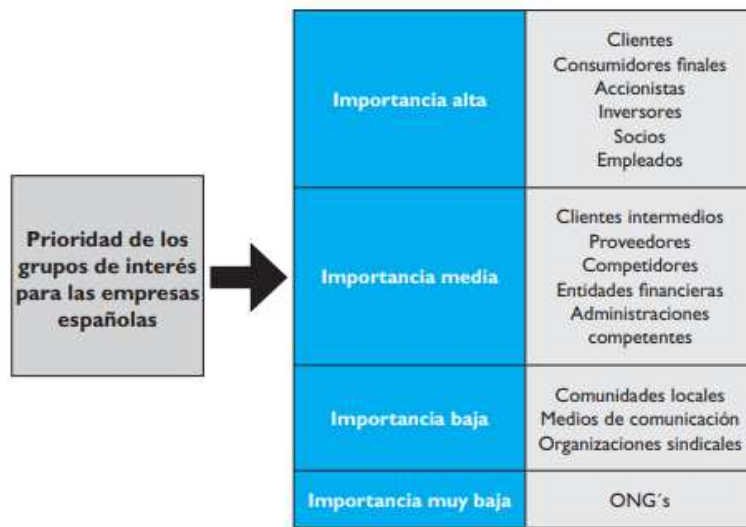 Prioridad de los
grupos de interés
para las empresas
españolas
Importancia alta
Clientes
Consumidores finales
Accionistas
Inversores
Socios
Empleados
Importancia media
Clientes intermedios
Proveedores
Competidores
Entidades financieras
Administraciones
competentes
Importancia baja
Comunidades locales
Medios de comunicación
Organizaciones sindicales
Importancia muy baja
ONG´s